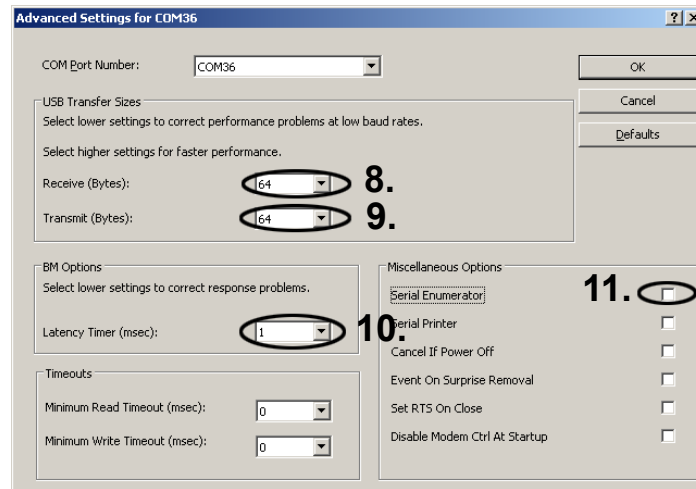 Advanced Settings for COM36
COM Port Number:
COM36
OK
Cancel
Defaults
USB Transfer Sizes
Select lower settings to correct performance problems at low baud rates.
Select higher settings for faster performance.
Receive (Bytes):
64
8.
Transmit (Bytes):
64
9.
BM Options
Select lower settings to correct response problems.
Latency Timer (msec):
1
10.
Timeouts
Minimum Read Timeout (msec):
0
Minimum Write Timeout (msec):
0
Miscellaneous Options
Serial Enumerator
11.
Serial Printer
Cancel If Power Off
Event On Surprise Removal
Set RTS On Close
Disable Modem Ctrl At Startup